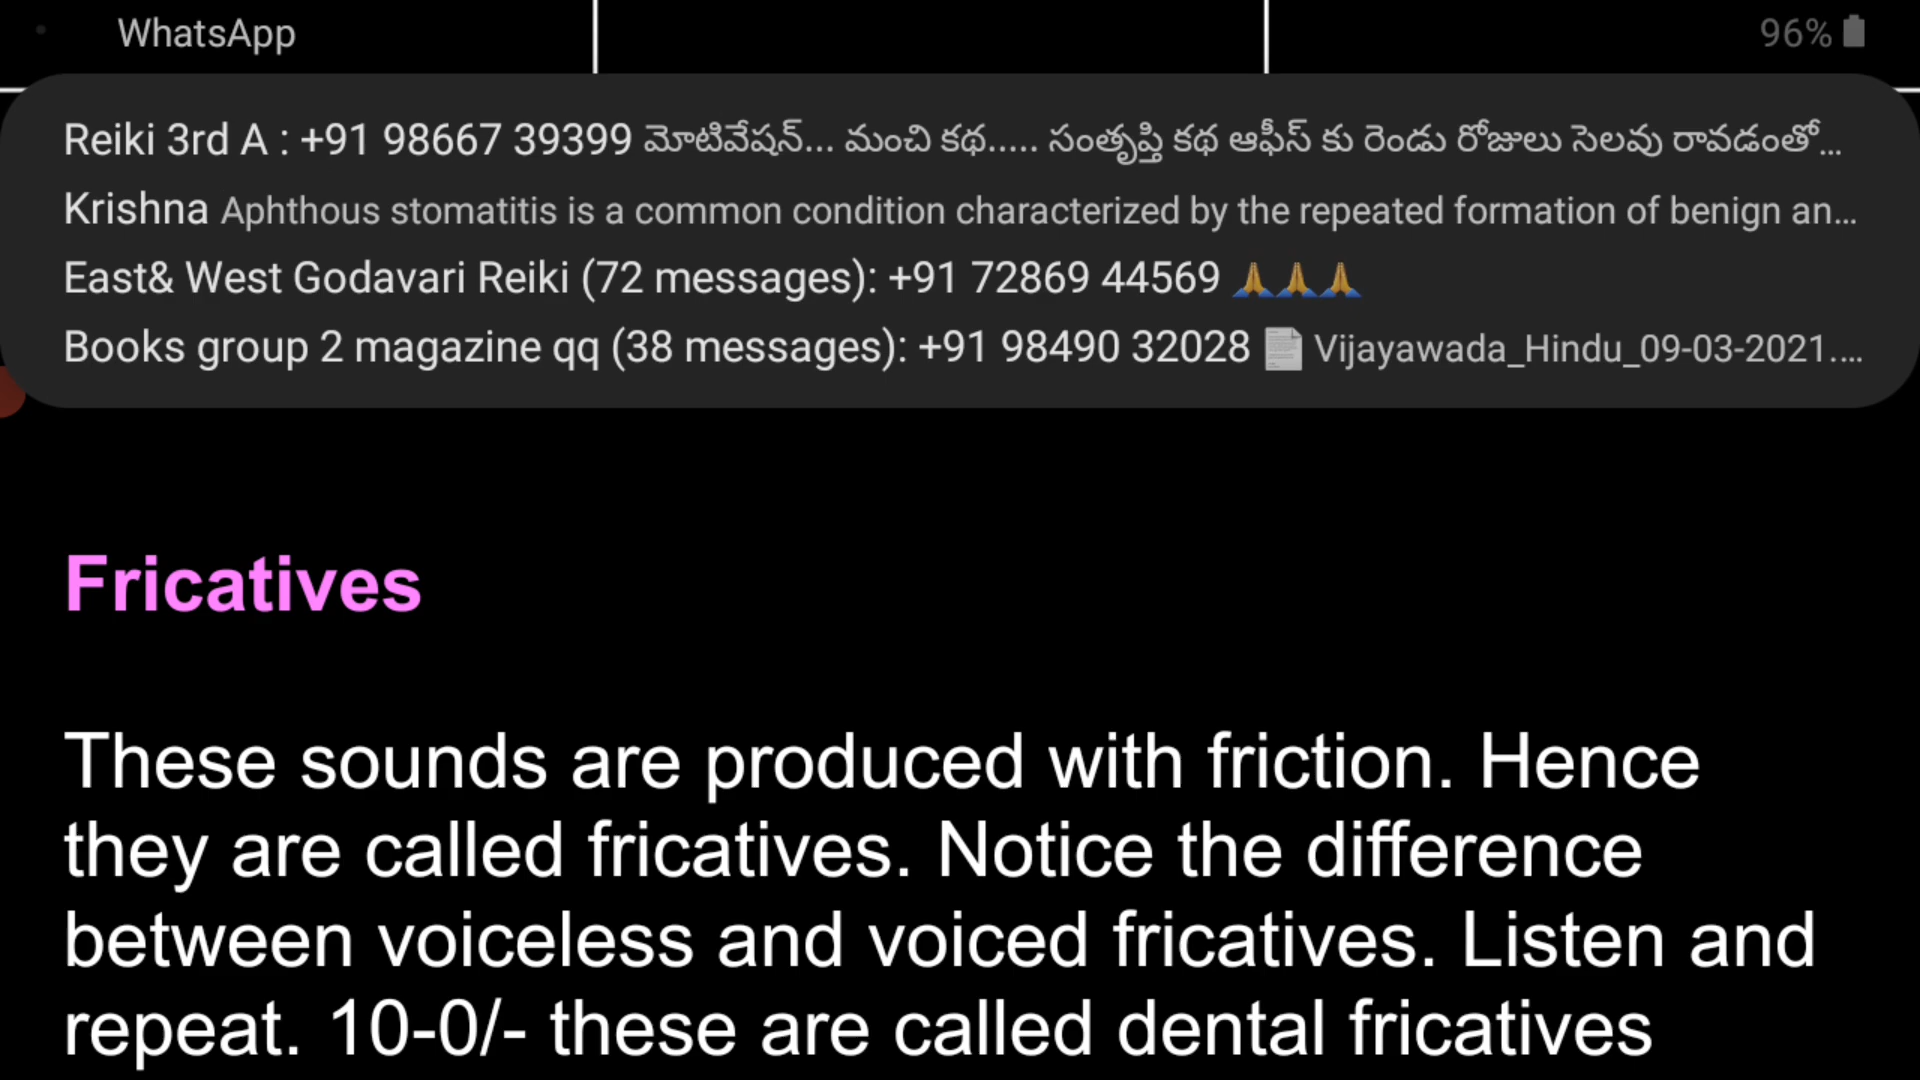 WhatsApp
96%
Reiki 3rd A : +91 98667 39399 మోటివేషన్... మంచి కథ..... సంతృప్తి కథ ఆఫీస్ కు రెండు రోజులు సెలవు రావడంతో...
Krishna Aphthous stomatitis is a common condition characterized by the repeated formation of benign an...
East& West Godavari Reiki (72 messages): +91 72869 44569 🙏🙏🙏
Books group 2 magazine qq (38 messages): +91 98490 32028 📄 Vijayawada_Hindu_09-03-2021....
Fricatives
These sounds are produced with friction. Hence
they are called fricatives. Notice the difference
between voiceless and voiced fricatives. Listen and
repeat. 10-0/- these are called dental fricatives